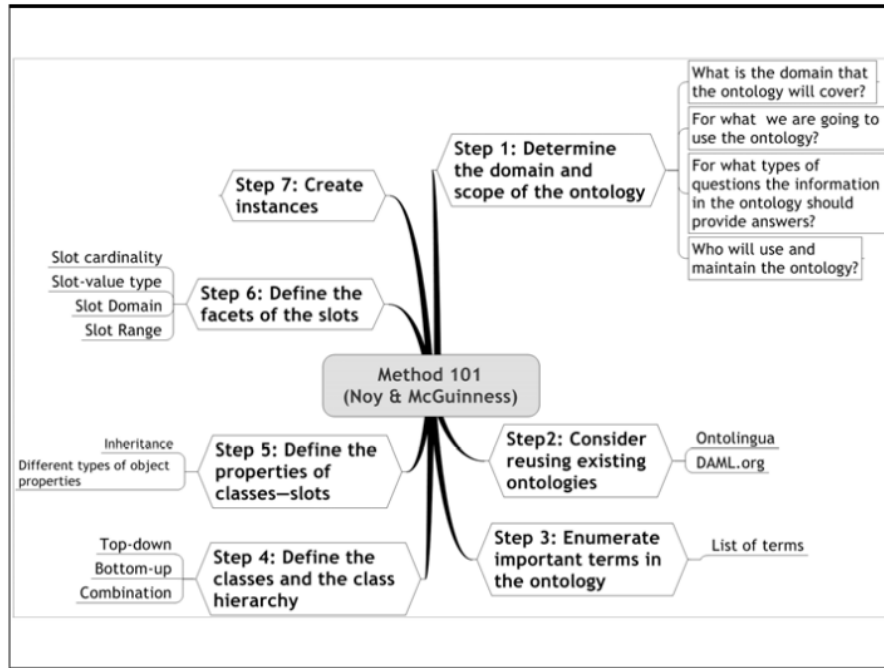 What is the domain that
the ontology will cover?
For what we are going to
use the ontology?
For what types of
questions the information
in the ontology should
provide answers?
Who will use and
maintain the ontology?
Step 1: Determine
the domain and
scope of the ontology
Step 7: Create
instances
Slot cardinality
Slot-value type
Slot Domain
Slot Range
Step 6: Define the
facets of the slots
Method 101
(Noy & McGuinness)
Step2: Consider
reusing existing
ontologies
Ontolingua
DAML.org
Inheritance
Different types of object
properties
Step 5: Define the
properties of
classes—slots
Step 3: Enumerate
important terms in
the ontology
List of terms
Top-down
Bottom-up
Combination
Step 4: Define the
classes and the class
hierarchy